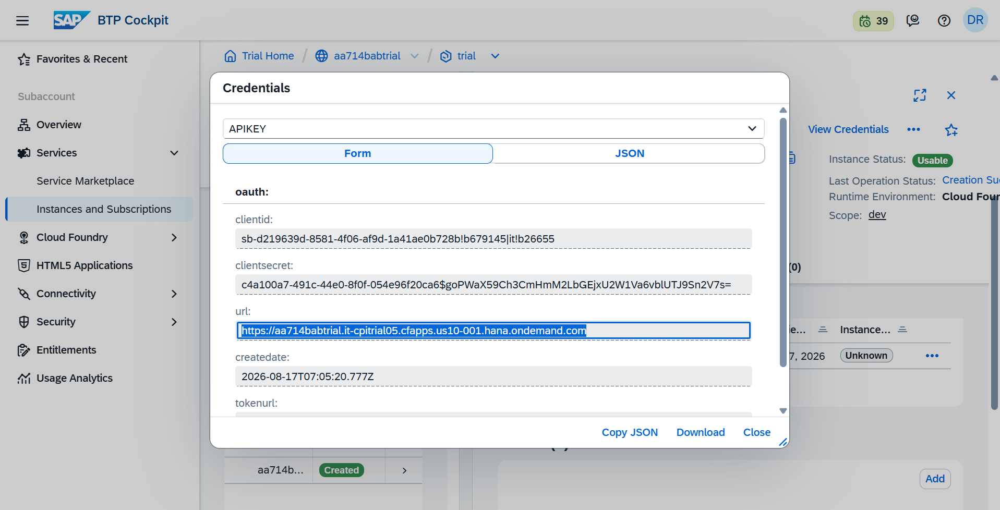 SAP BTP Cockpit
39
DR
Favorites & Recent
Subaccount
Overview
Services
Service Marketplace
Instances and Subscriptions
Cloud Foundry
HTML5 Applications
Connectivity
Security
Entitlements
Usage Analytics
Trial Home / aa714babtrial / trial
Credentials
APIKEY
Form
JSON
oauth:
clientid:
sb-d219639d-8581-4f06-af9d-1a41ae0b728b!b679145|it!b26655
clientsecret:
c4a100a7-491c-44e0-8f0f-054e96f20ca6$goPWaX59Ch3CmHmM2LbGEjxU2W1Va6vblUTJ9Sn2V7s=
url:
https://aa714babtrial.it-cpitrial05.cfapps.us10-001.hana.ondemand.com
createdate:
2026-08-17T07:05:20.777Z
tokenurl:
Copy JSON
Download
Close
View Credentials
Instance Status: Usable
Last Operation Status: Creation Su
Runtime Environment: Cloud Four
Scope: dev
(0)
ie...
Instance...
7, 2026
Unknown
aa714b...
Created
Add